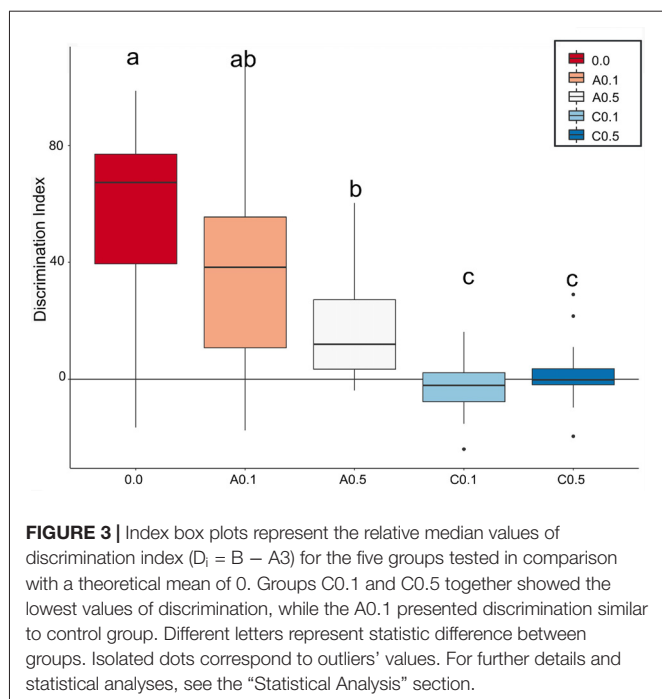 a
ab
b
c
c
0.0
A0.1
A0.5
C0.1
C0.5
Discrimination Index
80
40
0
0.0 A0.1 A0.5 C0.1 C0.5
FIGURE 3 | Index box plots represent the relative median values of
discrimination index (Di = B − A3) for the five groups tested in comparison
with a theoretical mean of 0. Groups C0.1 and C0.5 together showed the
lowest values of discrimination, while the A0.1 presented discrimination similar
to control group. Different letters represent statistic difference between
groups. Isolated dots correspond to outliers’ values. For further details and
statistical analyses, see the “Statistical Analysis” section.